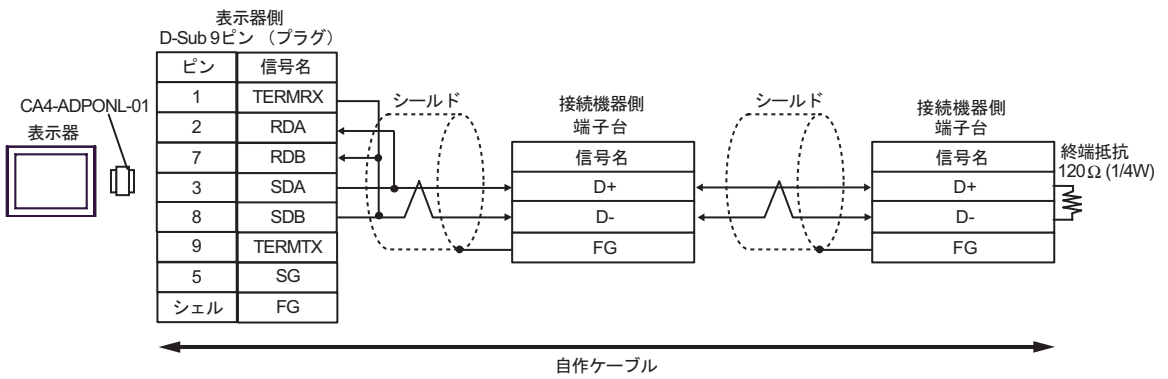 表示器側
D-Sub 9ピン (プラグ)
ピン 信号名
1 TERMRX
2 RDA
7 RDB
3 SDA
8 SDB
9 TERMTX
5 SG
シェル FG
CA4-ADPONL-01
表示器
シールド
接続機器側
端子台
信号名
D+
D-
FG
シールド
接続機器側
端子台
信号名
D+
D-
FG
終端抵抗
120Ω (1/4W)
自作ケーブル